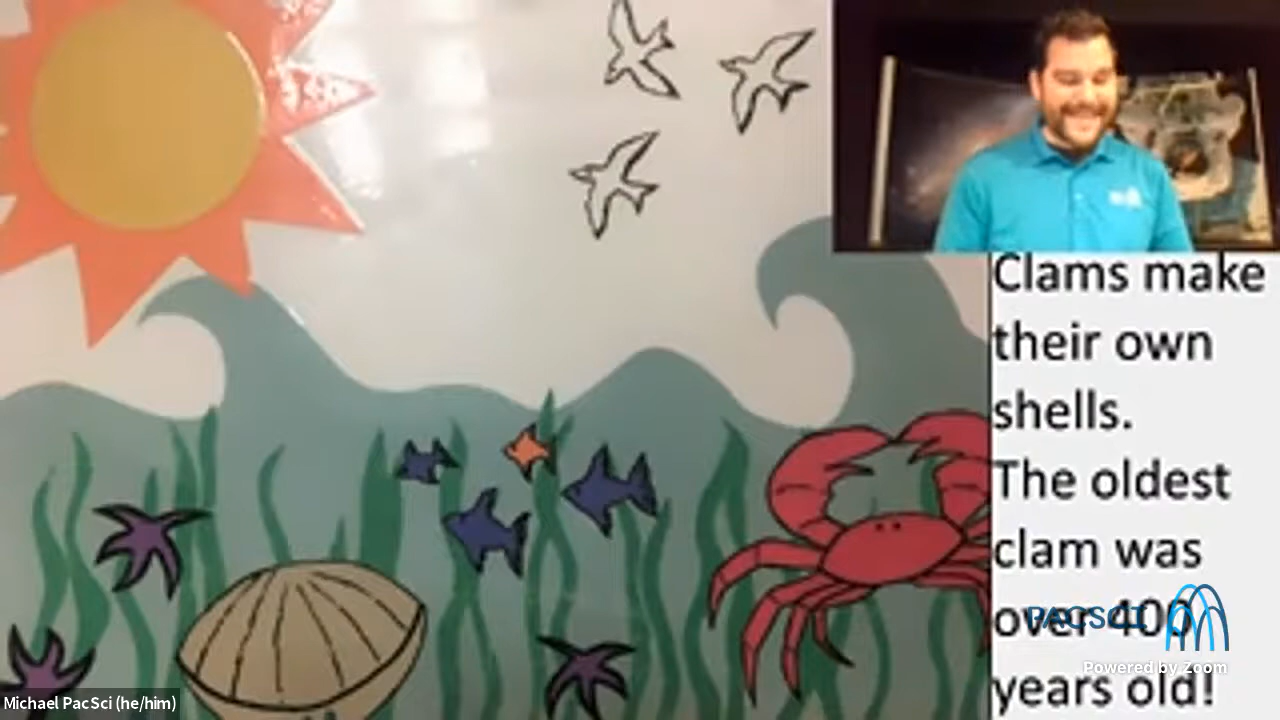 Clams make
their own
shells.
The oldest
clam was
over 400
years old!
PACSCI
Powered by Zoom
Michael PacSci (he/him)